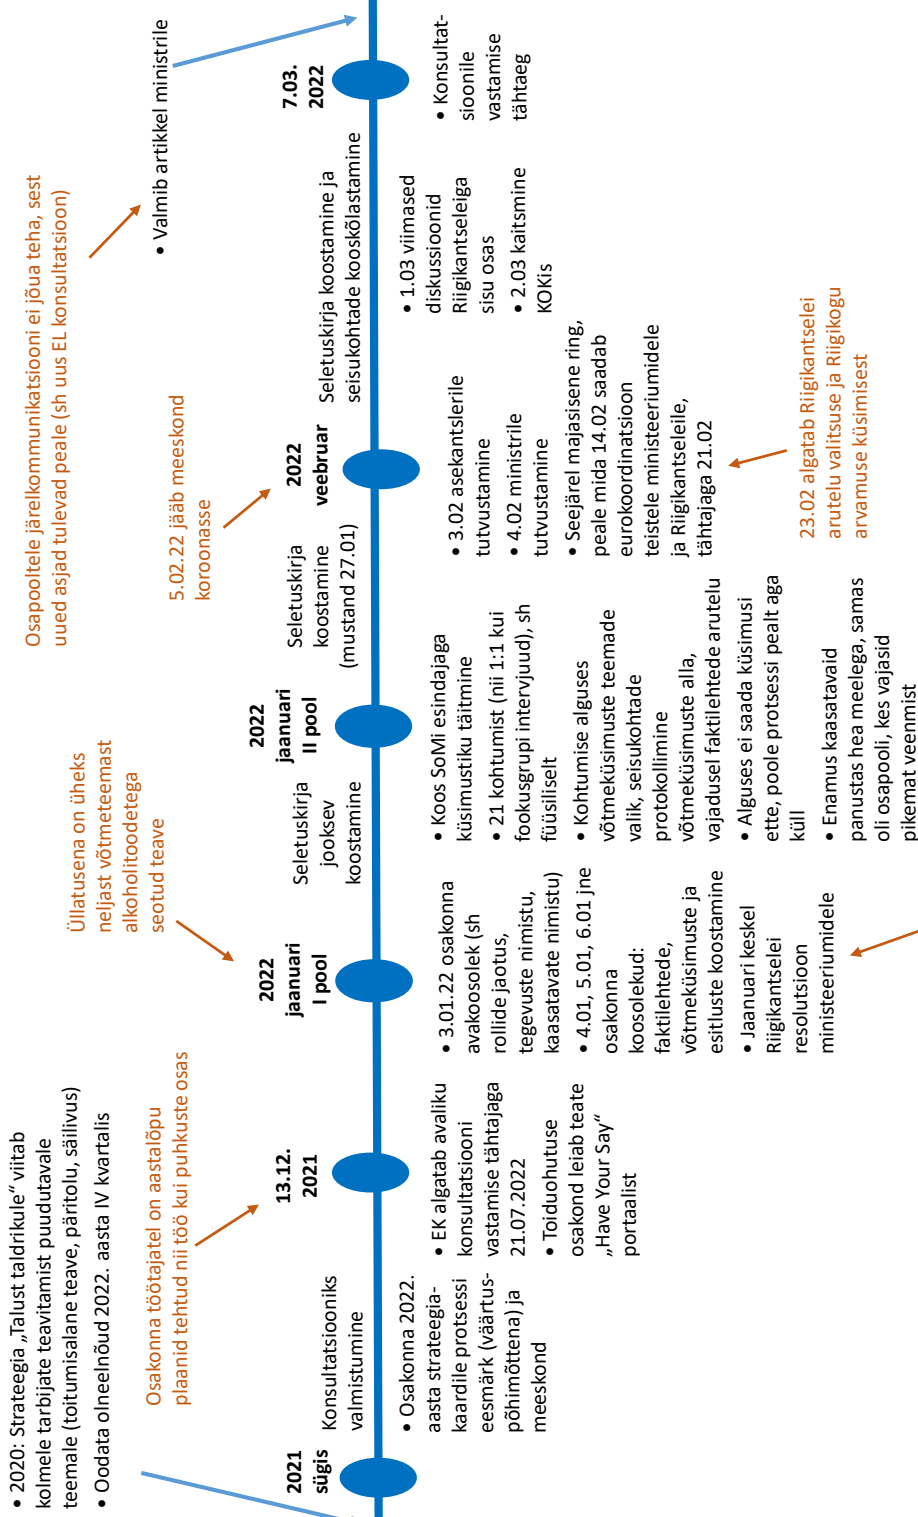 • 2020: Strateegia „Talust taldrikule“ viitab
kolmele tarbijate teavitamist puudutavale
teemale (toitumisalane teave, päritolu, säilivus)
• Oodata olneelnõud 2022. aasta IV kvartalis
2021
sügis
Konsultatsiooniks
valmistumine
• Osakonna 2022.
aasta strateegia-
kaardile protsessi
eesmärk (väärtus-
põhimõttena) ja
meeskond
Osakonna töötajatel on aastalõpu
plaanid tehtud nii töö kui puhkuste osas
13.12.
2021
• EK algatab avaliku
konsultatsiooni
vastamise tähtajaga
21.07.2022
• Toiduohutuse
osakond leiab teate
„Have Your Say“
portaalist
Üllatusena on üheks
neljast võtmeteemast
alkoholitoodetega
seotud teave
2022
jaanuari
I pool
• 3.01.22 osakonna
avakoosolek (sh
rollide jaotus,
tegevuste nimistu,
kaasatavate nimistu)
• 4.01, 5.01, 6.01 jne
osakonna
koosolekud:
faktilehtede,
võtmeküsimuste ja
esitluste koostamine
• Jaanuari keskel
Riigikantselei
resolutsioon
ministeeriumidele
Seletuskirja
jooksev
koostamine
2022
jaanuari
II pool
• Koos SoMi esindajaga
küsimustiku täitmine
• 21 kohtumist (nii 1:1 kui
fookusgrupi intervjuud), sh
füüsiliselt
• Kohtumise alguses
võtmeküsimuste teemade
valik, seisukohtade
protokollimine
võtmeküsimuste alla,
vajadusel faktilehtede arutelu
• Alguses ei saada küsimusi
ette, poole protsessi pealt aga
küll
• Enamus kaasatavaid
panustas hea meelega, samas
oli osapooli, kes vajasid
pikemat veenmist
Seletuskirja
koostamine
(mustand 27.01)
5.02.22 jääb meeskond
koroonasse
2022
veebruar
• 3.02 asekantslerile
tutvustamine
• 4.02 ministrile
tutvustamine
• Seejärel majasisene ring,
peale mida 14.02 saadab
eurokoordinatsioon
teistele ministeeriumidele
ja Riigikantseleile,
tähtajaga 21.02
23.02 algatab Riigikantselei
arutelu valitsuse ja Riigikogu
arvamuse küsimisest
Seletuskirja koostamine ja
seisukohtade kooskõlastamine
• 1.03 viimased
diskussioonid
Riigikantseleiga
sisu osas
• 2.03 kaitsmine
KOKis
Osapooltele järelkommunikatsiooni ei jõua teha, sest
uued asjad tulevad peale (sh uus EL konsultatsioon)
7.03.
2022
• Konsultat-
sioonile
vastamise
tähtaeg
• Valmib artikkel ministrile